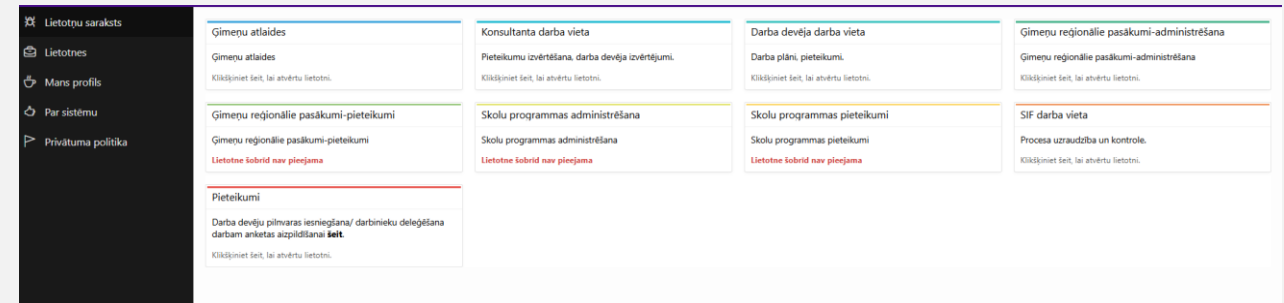 Lietotņu saraksts
Lietotnes
Mans profils
Par sistēmu
Privātuma politika
Ģimeņu atlaides
Ģimeņu atlaides
Klikšķiniet šeit, lai atvērtu lietotni.
Konsultanta darba vieta
Pieteikumu izvērtēšana, darba devēja izvērtējumi.
Klikšķiniet šeit, lai atvērtu lietotni.
Darba devēja darba vieta
Darba plāni, pieteikumi.
Klikšķiniet šeit, lai atvērtu lietotni.
Ģimeņu reģionālie pasākumi-administrēšana
Ģimeņu reģionālie pasākumi-administrēšana
Klikšķiniet šeit, lai atvērtu lietotni.
Ģimeņu reģionālie pasākumi-pieteikumi
Ģimeņu reģionālie pasākumi-pieteikumi
Lietotne šobrīd nav pieejama
Skolu programmas administrēšana
Skolu programmas administrēšana
Lietotne šobrīd nav pieejama
Skolu programmas pieteikumi
Skolu programmas pieteikumi
Lietotne šobrīd nav pieejama
SIF darba vieta
Procesa uzraudzība un kontrole.
Klikšķiniet šeit, lai atvērtu lietotni.
Pieteikumi
Darba devēju pilnvaras iesniegšana/ darbinieku deleģēšana
darbam anketas aizpildīšanai šeit.
Klikšķiniet šeit, lai atvērtu lietotni.